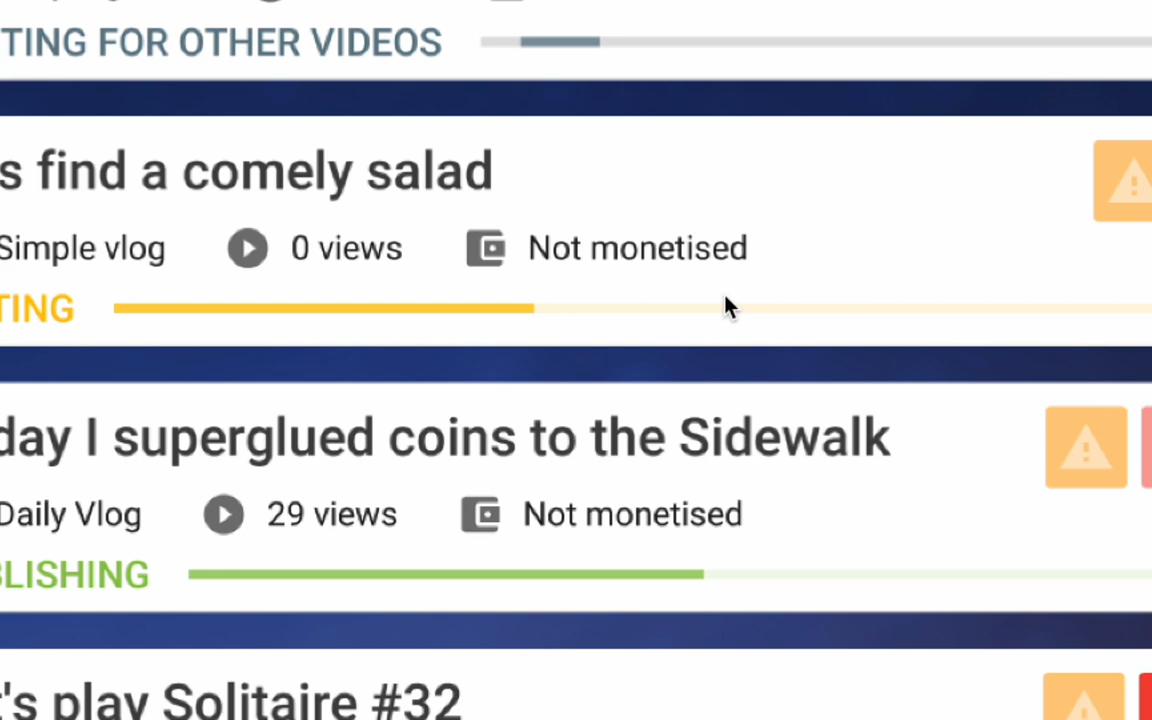 TING FOR OTHER VIDEOS
s find a comely salad
Simple vlog 0 views Not monetised
TING
day I superglued coins to the Sidewalk
Daily Vlog 29 views Not monetised
BLISHING
t's play Solitaire #32